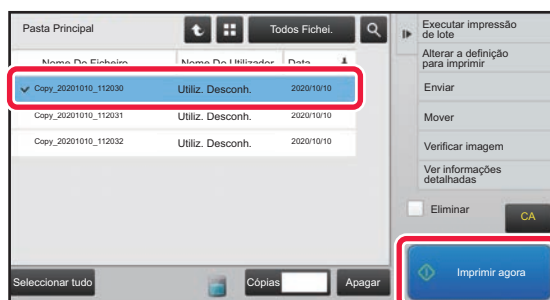 Pasta Principal
Todos Fichei.
Nome Do Ficheiro
Nome Do Utilizador
Data
Copy_20201010_112030
Utiliz. Desconh.
2020/10/10
Copy_20201010_112031
Utiliz. Desconh.
2020/10/10
Copy_20201010_112032
Utiliz. Desconh.
2020/10/10
Seleccionar tudo
Cópias
Apagar
Executar impressão
de lote
Alterar a definição
para imprimir
Enviar
Mover
Verificar imagem
Ver informações
detalhadas
Eliminar
CA
Imprimir agora